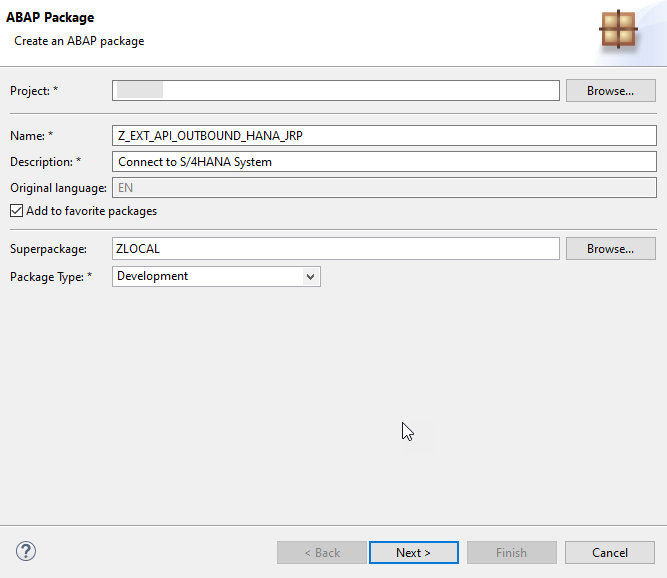 ABAP Package
Create an ABAP package
Project: *
Browse...
Name: * Z_EXT_API_OUTBOUND_HANA_JRP
Description: * Connect to S/4HANA System
Original language: EN
Add to favorite packages
Superpackage: ZLOCAL Browse...
Package Type: * Development
? < Back Next > Finish Cancel